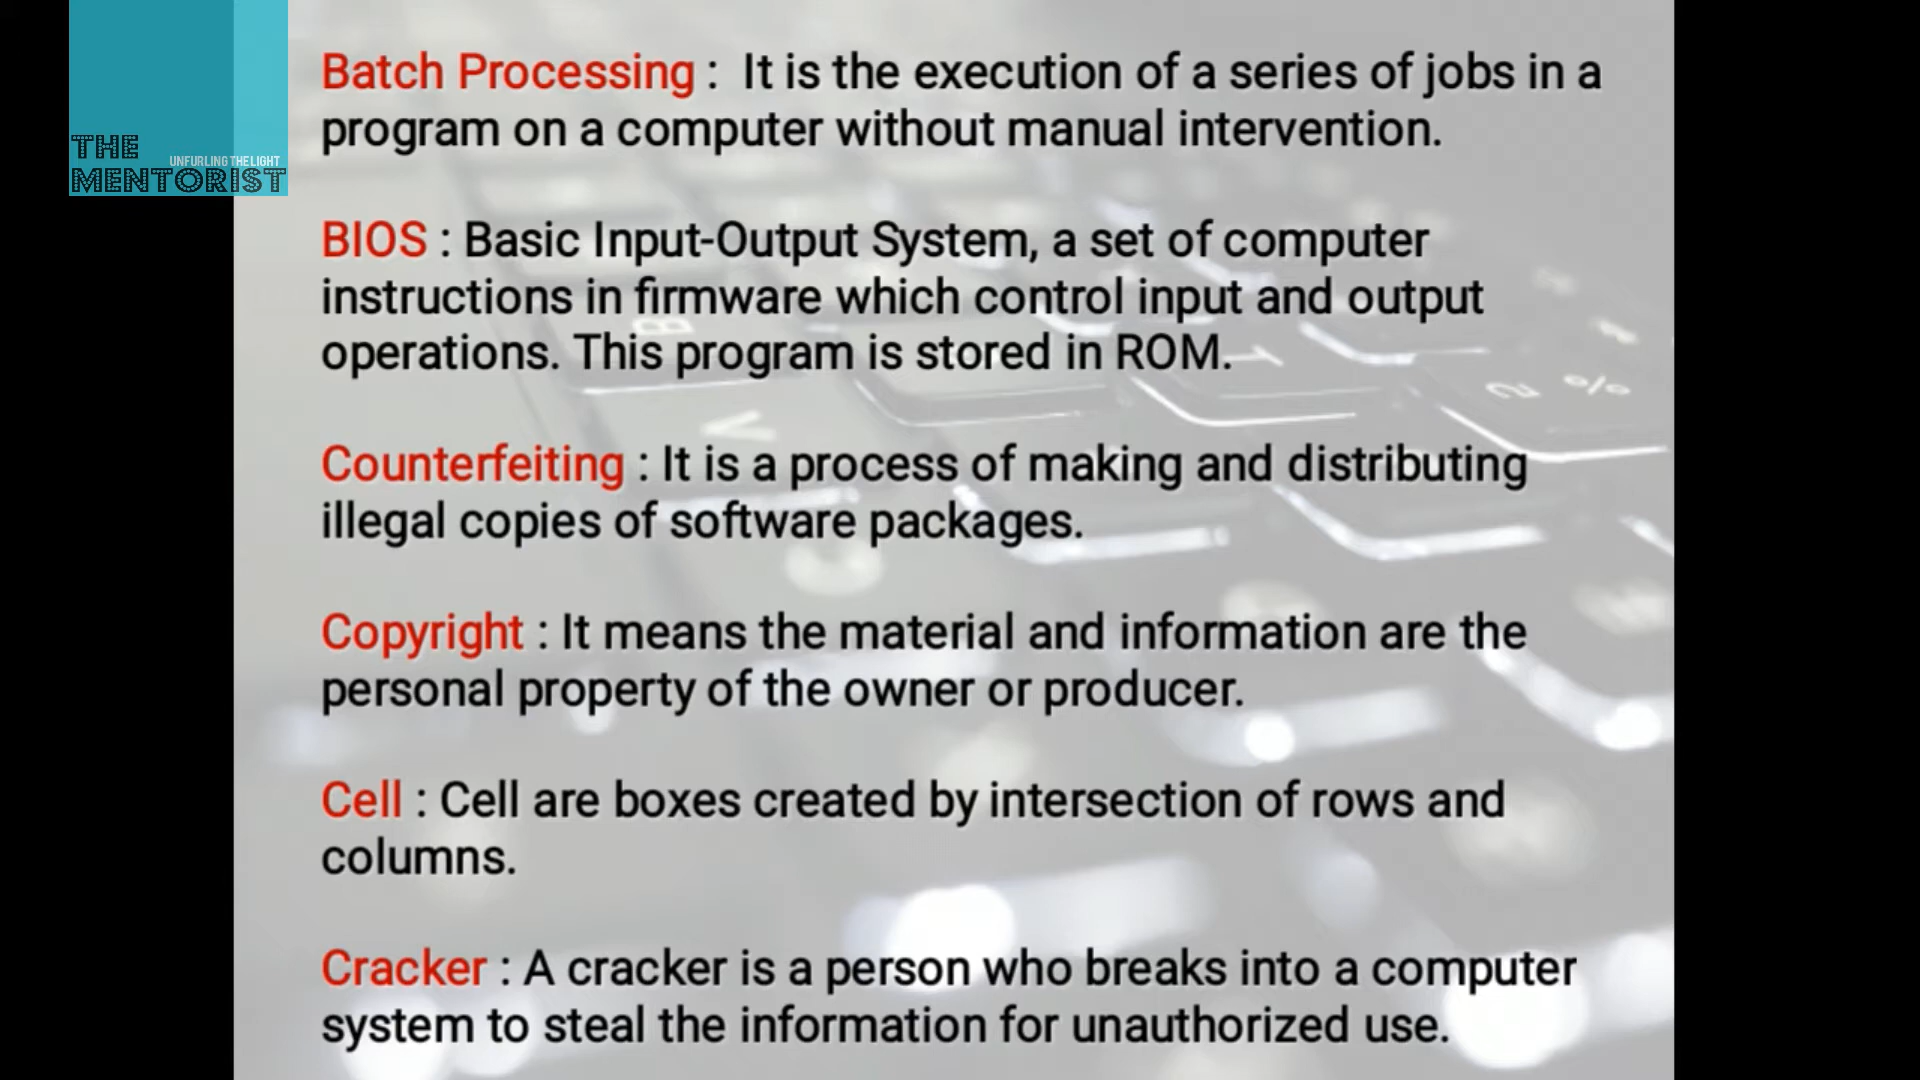 THE
UNFURLING THE LIGHT
MENTORIST
Batch Processing :  It is the execution of a series of jobs in a
program on a computer without manual intervention.
BIOS : Basic Input-Output System, a set of computer
instructions in firmware which control input and output
operations. This program is stored in ROM.
Counterfeiting : It is a process of making and distributing
illegal copies of software packages.
Copyright : It means the material and information are the
personal property of the owner or producer.
Cell : Cell are boxes created by intersection of rows and
columns.
Cracker : A cracker is a person who breaks into a computer
system to steal the information for unauthorized use.
B
1
2 %
V
C